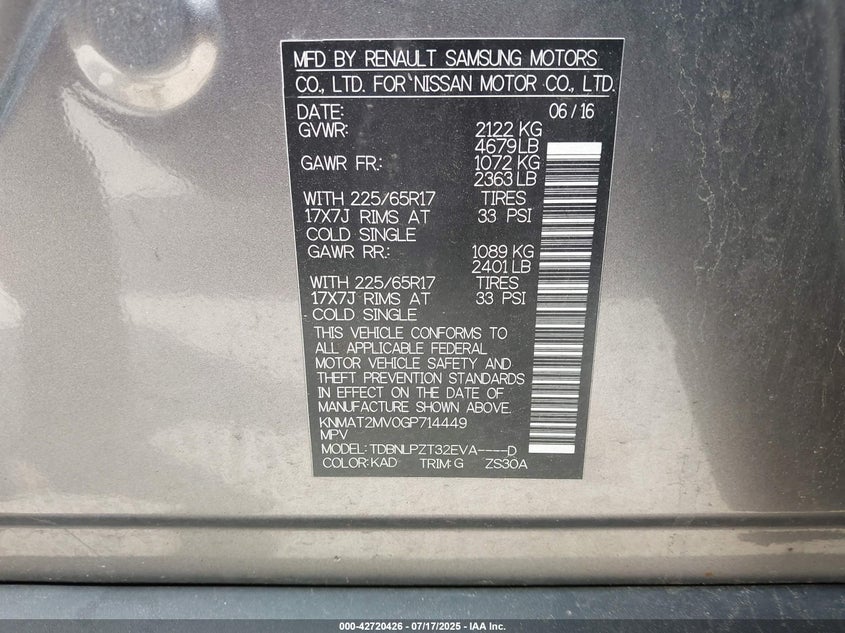 MFD BY RENAULT SAMSUNG MOTORS
CO., LTD. FOR NISSAN MOTOR CO., LTD.
DATE: 06/16
GVWR: 2122 KG
4679LB
GAWR FR.: 1072 KG
2363 LB
WITH 225/65R17 TIRES
17X7J RIMS AT 33 PSI
COLD SINGLE
GAWR RR.: 1089 KG
2401 LB
WITH 225/65R17 TIRES
17X7J RIMS AT 33 PSI
COLD SINGLE
THIS VEHICLE CONFORMS TO
ALL APPLICABLE FEDERAL
MOTOR VEHICLE SAFETY AND
THEFT PREVENTION STANDARDS
IN EFFECT ON THE DATE OF
MANUFACTURE SHOWN ABOVE.
KNMAT2MV0GP714449
MPV
MODEL: TDBNLPZT32EVA----D
COLOR: KAD TRIM: G ZS30A
000-42720426 - 07/17/2025 - IAA Inc.